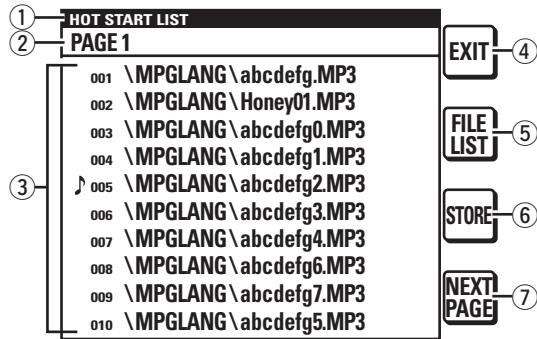 ① HOT START LIST
② PAGE 1
EXIT ④
③
001 \MPGLANG\abcdefg.MP3
002 \MPGLANG\Honey01.MP3
003 \MPGLANG\abcdefg0.MP3
FILE LIST ⑤
004 \MPGLANG\abcdefg1.MP3
♪ 005 \MPGLANG\abcdefg2.MP3
006 \MPGLANG\abcdefg3.MP3
STORE ⑥
007 \MPGLANG\abcdefg4.MP3
008 \MPGLANG\abcdefg6.MP3
009 \MPGLANG\abcdefg7.MP3
NEXT PAGE ⑦
010 \MPGLANG\abcdefg5.MP3